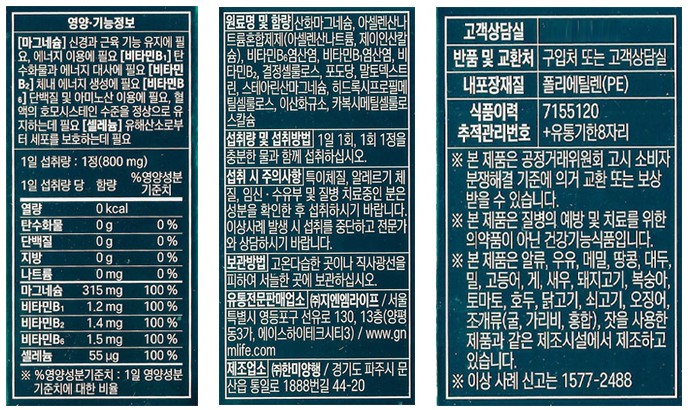 영양·기능정보
[마그네슘] 신경과 근육 기능 유지에 필
요, 에너지 이용에 필요 [비타민B₁] 탄
수화물과 에너지 대사에 필요 [비타민
B₂] 체내 에너지 생성에 필요 [비타민B
₆] 단백질 및 아미노산 이용에 필요, 혈
액의 호모시스테인 수준을 정상으로 유
지하는데 필요 [셀레늄] 유해산소로부
터 세포를 보호하는데 필요
1일 섭취량 : 1정(800 mg)
1일 섭취량 당 함량 %영양성분 기준치
열량 0 kcal
탄수화물 0 g 0 %
단백질 0 g 0 %
지방 0 g 0 %
나트륨 0 mg 0 %
마그네슘 315 mg 100 %
비타민B₁ 1.2 mg 100 %
비타민B₂ 1.4 mg 100 %
비타민B₆ 1.5 mg 100 %
셀레늄 55 µg 100 %
※ %영양성분기준치 : 1일 영양성분
기준치에 대한 비율
원료명 및 함량 산화마그네슘, 아셀렌산나
트륨혼합제제(아셀렌산나트륨, 제이인산칼
슘), 비타민B₆염산염, 비타민B₁염산염, 비
타민B₂, 결정셀룰로스, 포도당, 말토덱스트
린, 스테아린산마그네슘, 히드록시프로필메
틸셀룰로스, 이산화규소, 카복시메틸셀룰로
스칼슘
섭취량 및 섭취방법 1일 1회, 1회 1정을
충분한 물과 함께 섭취하십시오.
섭취 시 주의사항 특이체질, 알레르기 체
질, 임신·수유부 및 질병 치료중인 분은
성분을 확인한 후 섭취하시기 바랍니다.
이상사례 발생 시 섭취를 중단하고 전문가
와 상담하시기 바랍니다.
보관방법 고온다습한 곳이나 직사광선을
피하여 서늘한 곳에 보관하십시오.
유통전문판매업소 ㈜지엔엠라이프 / 서울
특별시 영등포구 선유로 130, 13층(양평
동3가, 에이스하이테크시티3) / www.gn
mlife.com
제조업소 ㈜한미양행 / 경기도 파주시 문
산읍 통일로 1888번길 44-20
고객상담실
반품 및 교환처 구입처 또는 고객상담실
내포장재질 폴리에틸렌(PE)
식품이력 7155120
추적관리번호 +유통기한8자리
※ 본 제품은 공정거래위원회 고시 소비자
분쟁해결 기준에 의거 교환 또는 보상
받을 수 있습니다.
※ 본 제품은 질병의 예방 및 치료를 위한
의약품이 아닌 건강기능식품입니다.
※ 본 제품은 알류, 우유, 메밀, 땅콩, 대두,
밀, 고등어, 게, 새우, 돼지고기, 복숭아,
토마토, 호두, 닭고기, 쇠고기, 오징어,
조개류(굴, 가리비, 홍합), 잣을 사용한
제품과 같은 제조시설에서 제조하고
있습니다.
※ 이상 사례 신고는 1577-2488